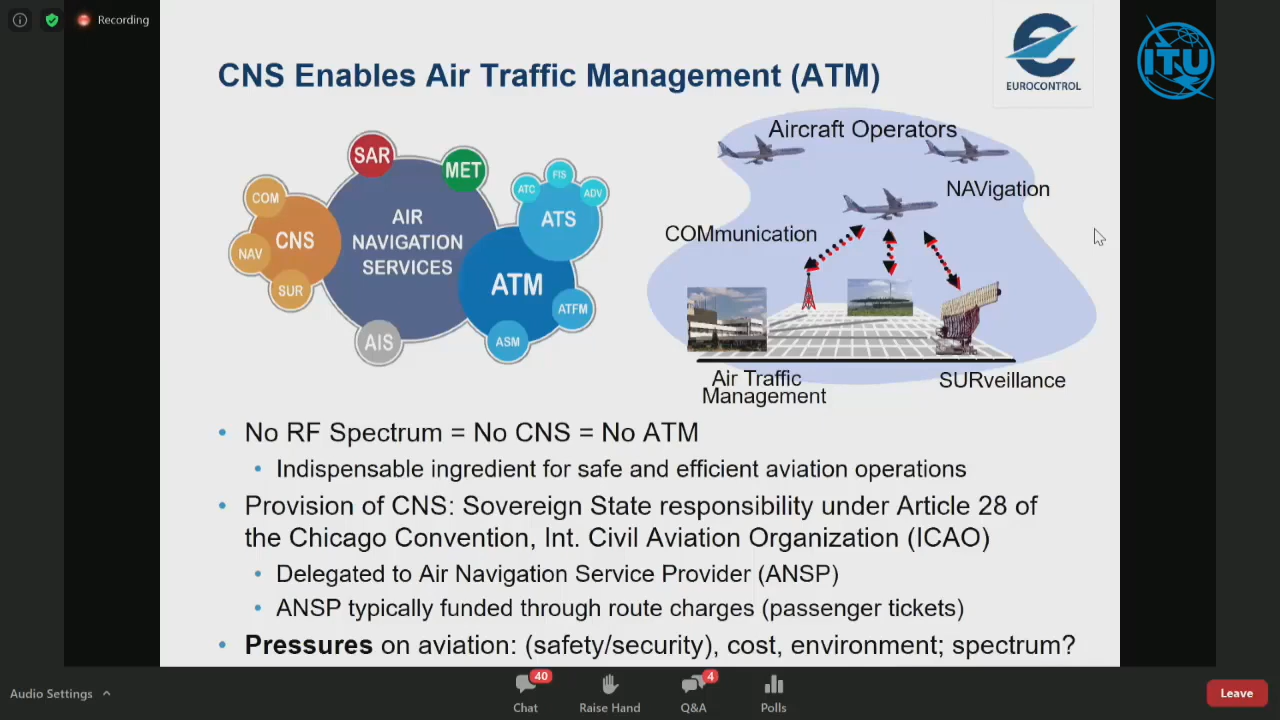 Recording
CNS Enables Air Traffic Management (ATM)
EUROCONTROL
ITU
SAR
MET
COM
CNS
NAV
SUR
AIR
NAVIGATION
SERVICES
AIS
FIS
ATC
ADV
ATS
ATM
ATFM
ASM
Aircraft Operators
NAVigation
COMmunication
Air Traffic
Management
SURveillance
• No RF Spectrum = No CNS = No ATM
• Indispensable ingredient for safe and efficient aviation operations
• Provision of CNS: Sovereign State responsibility under Article 28 of
the Chicago Convention, Int. Civil Aviation Organization (ICAO)
• Delegated to Air Navigation Service Provider (ANSP)
• ANSP typically funded through route charges (passenger tickets)
• Pressures on aviation: (safety/security), cost, environment; spectrum?
Audio Settings
40
Chat
Raise Hand
4
Q&A
Polls
Leave